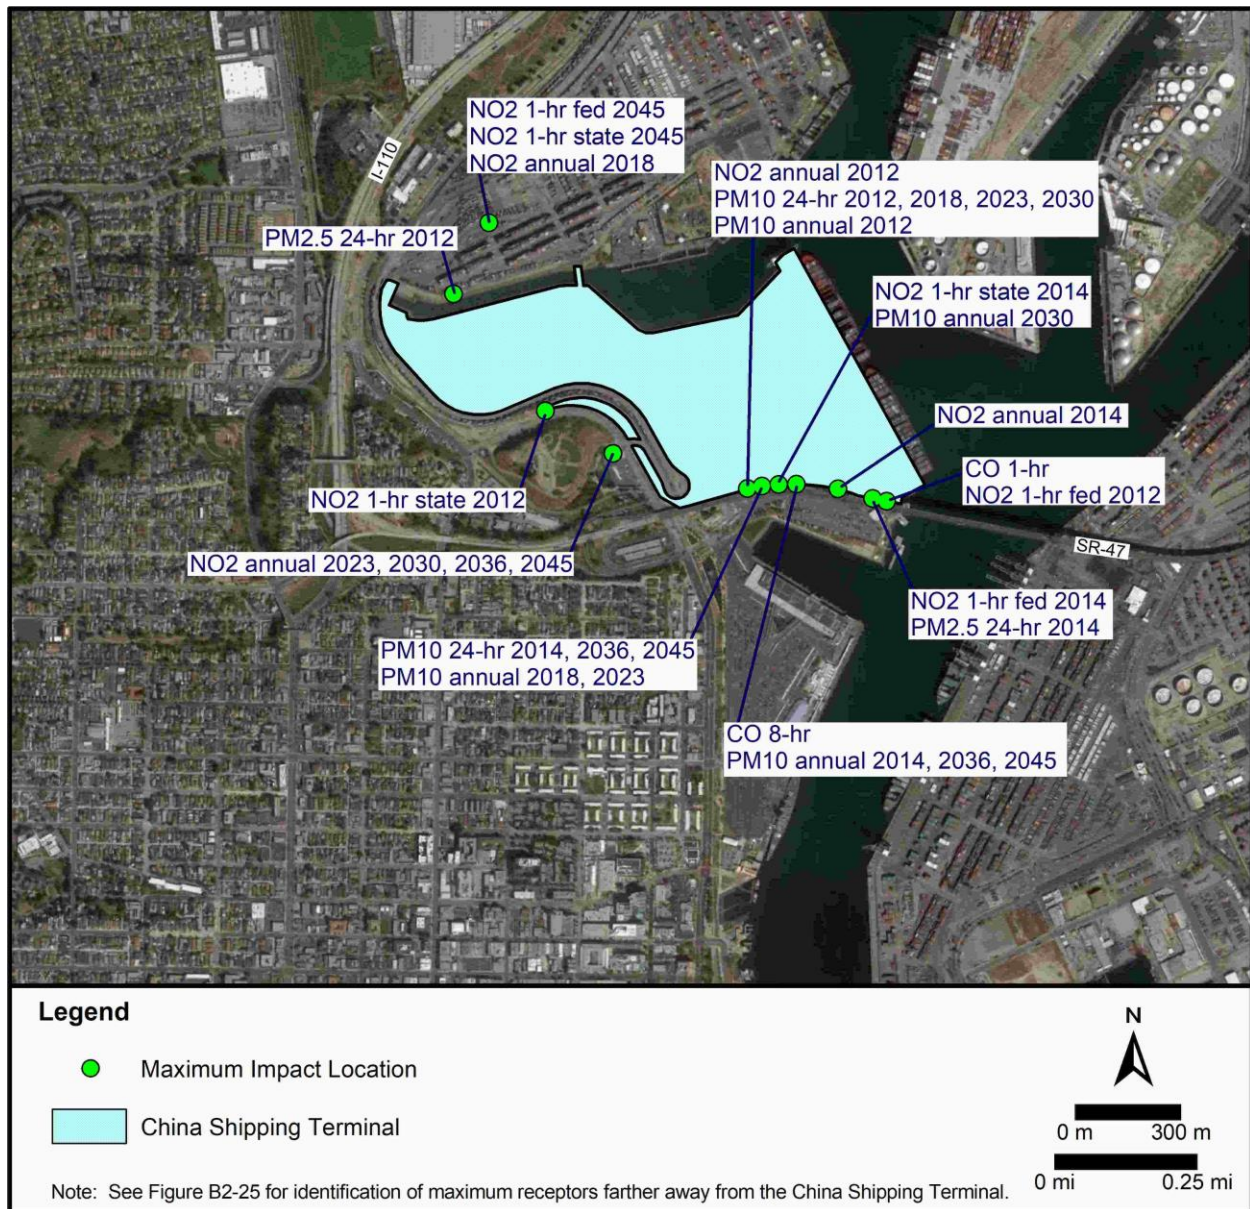 NO2 1-hr fed 2045
NO2 1-hr state 2045
NO2 annual 2018
I-110
NO2 annual 2012
PM10 24-hr 2012, 2018, 2023, 2030
PM10 annual 2012
PM2.5 24-hr 2012
NO2 1-hr state 2014
PM10 annual 2030
NO2 annual 2014
CO 1-hr
NO2 1-hr fed 2012
NO2 1-hr state 2012
SR-47
NO2 annual 2023, 2030, 2036, 2045
NO2 1-hr fed 2014
PM2.5 24-hr 2014
PM10 24-hr 2014, 2036, 2045
PM10 annual 2018, 2023
CO 8-hr
PM10 annual 2014, 2036, 2045
Legend
Maximum Impact Location
China Shipping Terminal
N
0 m 300 m
0 mi 0.25 mi
Note: See Figure B2-25 for identification of maximum receptors farther away from the China Shipping Terminal.